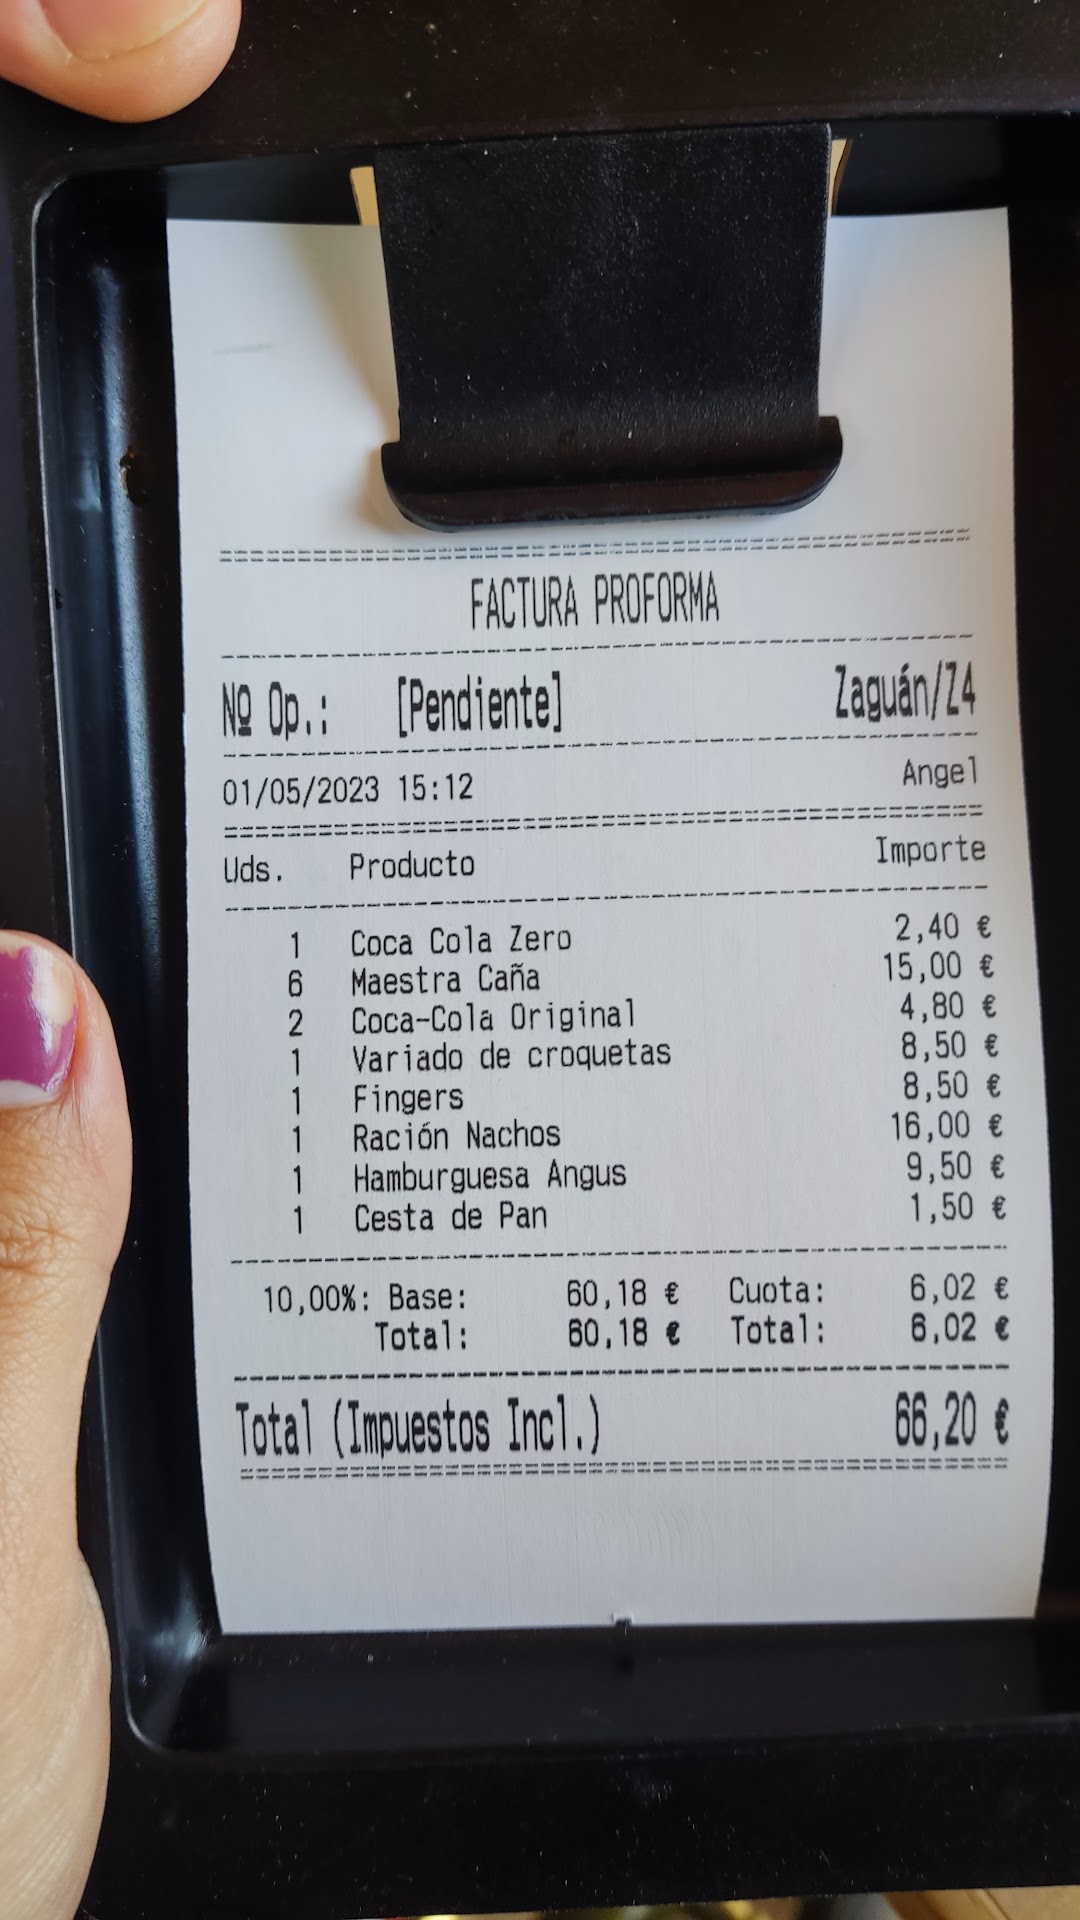 FACTURA PROFORMA
Nº Op.: [Pendiente] Zaguán/Z4
01/05/2023 15:12 Angel
Uds. Producto Importe
1 Coca Cola Zero 2,40 €
6 Maestra Caña 15,00 €
2 Coca-Cola Original 4,80 €
1 Variado de croquetas 8,50 €
1 Fingers 8,50 €
1 Ración Nachos 16,00 €
1 Hamburguesa Angus 9,50 €
1 Cesta de Pan 1,50 €
10,00%: Base: 60,18 € Cuota: 6,02 €
Total: 60,18 € Total: 6,02 €
Total (Impuestos Incl.) 66,20 €